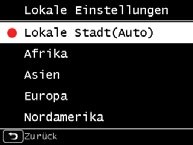 Lokale Einstellungen
Lokale Stadt(Auto)
Afrika
Asien
Europa
Nordamerika
Zurück